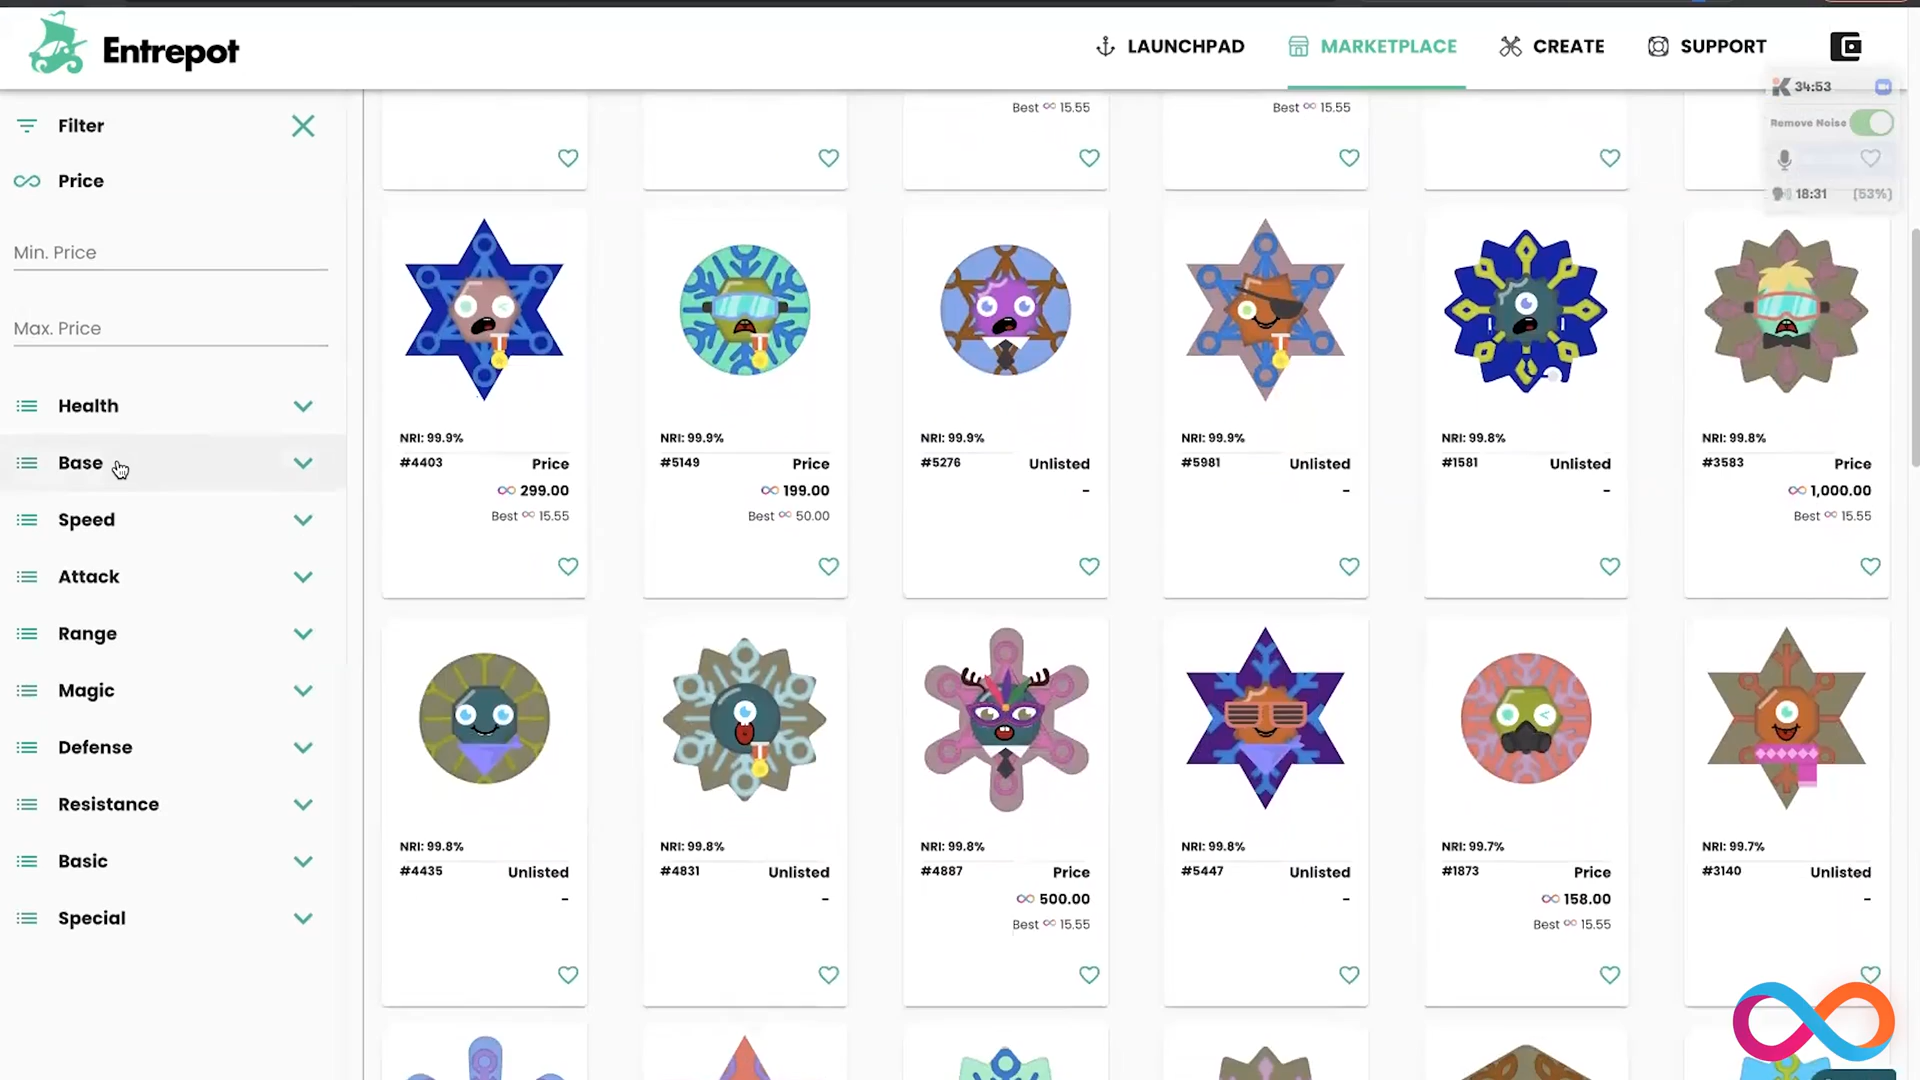 Entrepot
LAUNCHPAD
MARKETPLACE
CREATE
SUPPORT
34:53
Remove Noise
18:31 (53%)
Filter
Price
Min. Price
Max. Price
Health
Base
Speed
Attack
Range
Magic
Defense
Resistance
Basic
Special
Best 15.55
Best 15.55
NRI: 99.9%
#4403 Price
299.00
Best 15.55
NRI: 99.9%
#5149 Price
199.00
Best 50.00
NRI: 99.9%
#5276 Unlisted
-
NRI: 99.9%
#5981 Unlisted
-
NRI: 99.8%
#1581 Unlisted
-
NRI: 99.8%
#3583 Price
1,000.00
Best 15.55
NRI: 99.8%
#4435 Unlisted
-
NRI: 99.8%
#4831 Unlisted
-
NRI: 99.8%
#4887 Price
500.00
Best 15.55
NRI: 99.8%
#5447 Unlisted
-
NRI: 99.7%
#1873 Price
158.00
Best 15.55
NRI: 99.7%
#3140 Unlisted
-